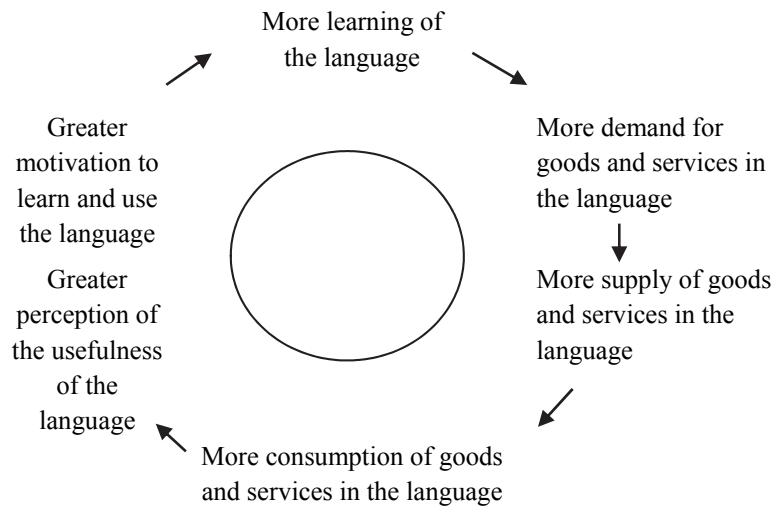 More learning of
the language
More demand for
goods and services in
the language
More supply of goods
and services in the
language
More consumption of goods
and services in the language
Greater
perception of
the usefulness
of the
language
Greater
motivation to
learn and use
the language